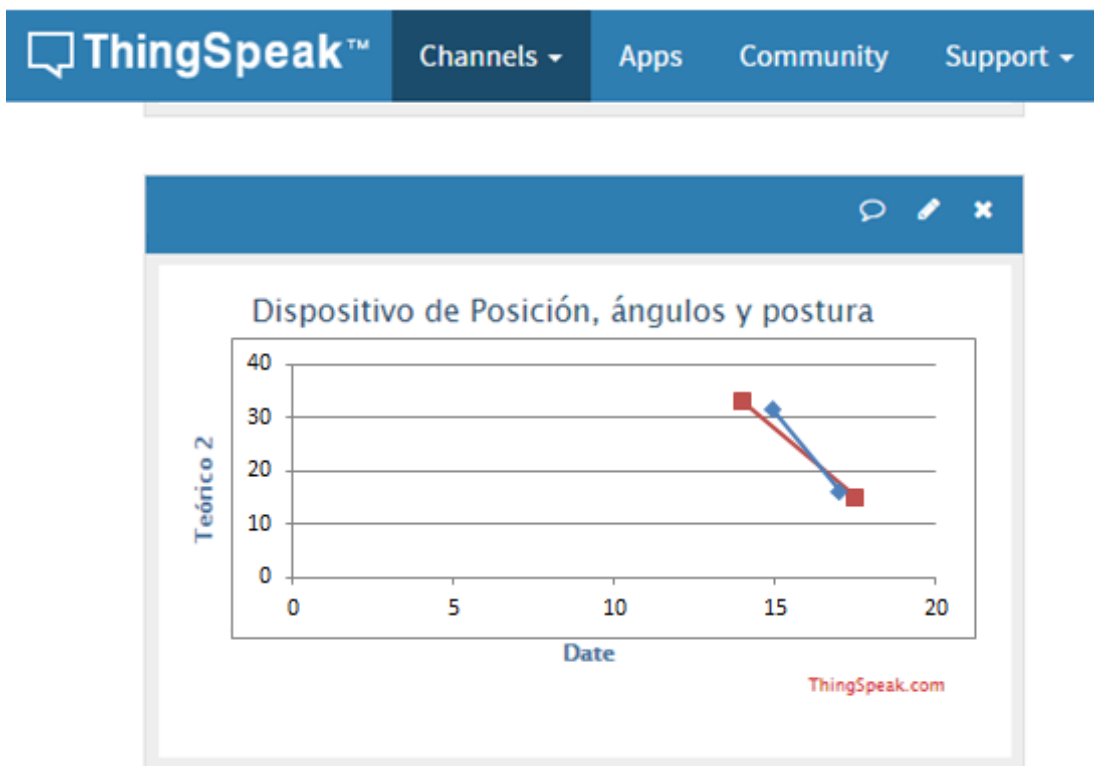 ThingSpeak™ Channels Apps Community Support
Dispositivo de Posición, ángulos y postura
40
30
20
10
0
Teórico 2
0 5 10 15 20
Date
ThingSpeak.com